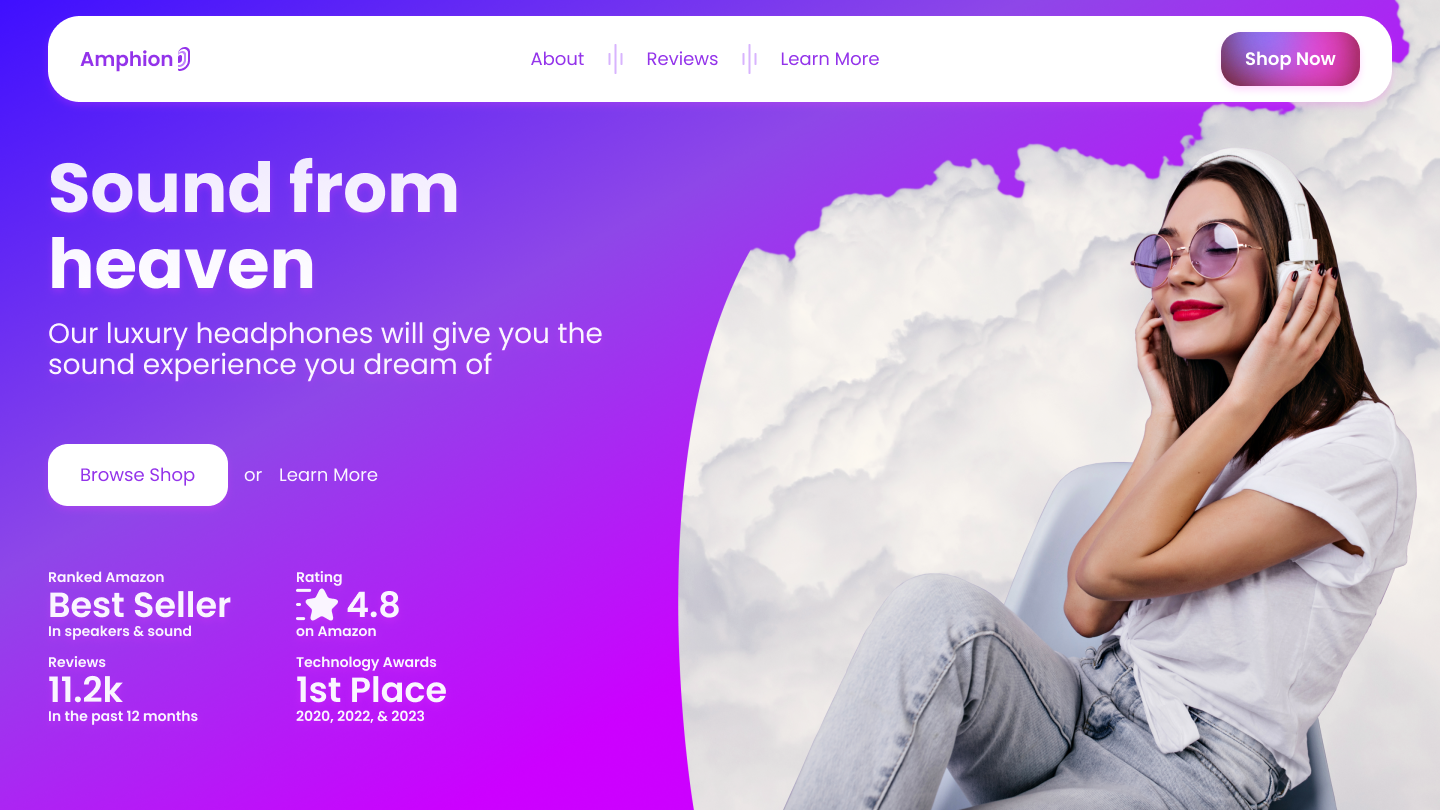 Amphion
About
Reviews
Learn More
Shop Now
Sound from
heaven
Our luxury headphones will give you the
sound experience you dream of
Browse Shop
or
Learn More
Ranked Amazon
Best Seller
In speakers & sound
Rating
4.8
on Amazon
Reviews
11.2k
In the past 12 months
Technology Awards
1st Place
2020, 2022, & 2023